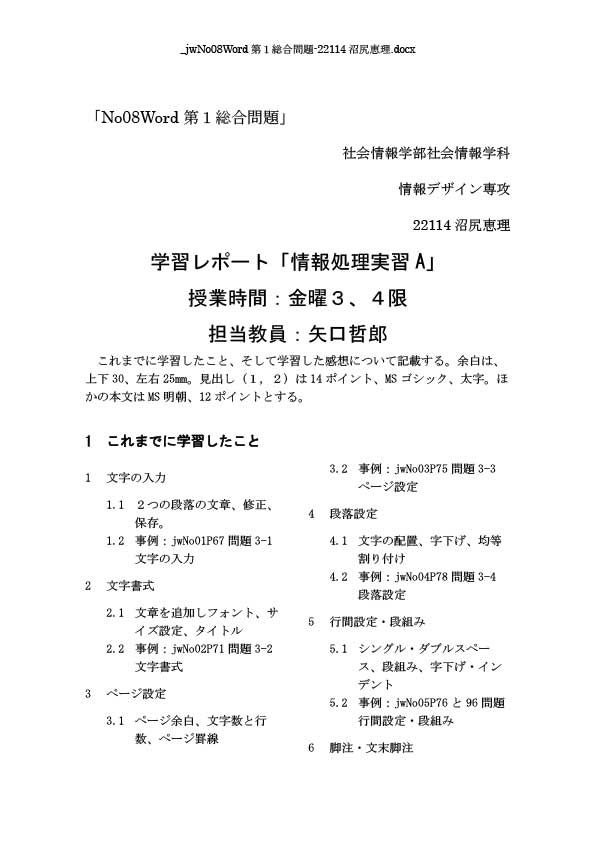 _jwNo08Word 第１総合問題-22114 沼尻恵理.docx
「No08Word 第１総合問題」
社会情報学部社会情報学科
情報デザイン専攻
22114 沼尻恵理
学習レポート「情報処理実習 A」
授業時間：金曜３、４限
担当教員：矢口哲郎
これまでに学習したこと、そして学習した感想について記載する。余白は、
上下 30、左右 25㎜。見出し（１，２）は 14 ポイント、MS ゴシック、太字。ほ
かの本文は MS 明朝、12 ポイントとする。
1 これまでに学習したこと
1 文字の入力
1.1 ２つの段落の文章、修正、
保存。
1.2 事例：jwNo01P67 問題 3-1
文字の入力
2 文字書式
2.1 文章を追加しフォント、サ
イズ設定、タイトル
2.2 事例：jwNo02P71 問題 3-2
文字書式
3 ページ設定
3.1 ページ余白、文字数と行
数、ページ罫線
3.2 事例：jwNo03P75 問題 3-3
ページ設定
4 段落設定
4.1 文字の配置、字下げ、均等
割り付け
4.2 事例：jwNo04P78 問題 3-4
段落設定
5 行間設定・段組み
5.1 シングル・ダブルスペー
ス、段組み、字下げ・イン
デント
5.2 事例：jwNo05P76 と 96 問題
行間設定・段組み
6 脚注・文末脚注